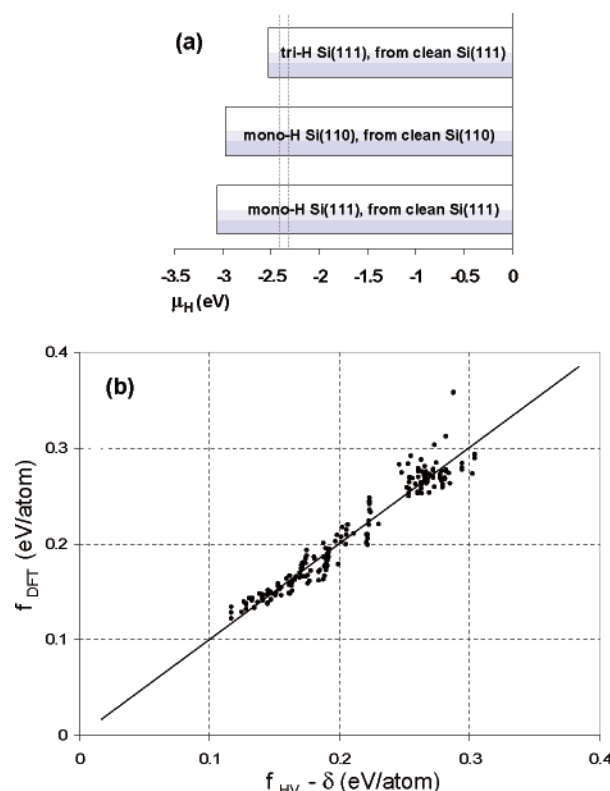 (a)
tri-H Si(111), from clean Si(111)
mono-H Si(110), from clean Si(110)
mono-H Si(111), from clean Si(111)
-3.5 -3 -2.5 -2 -1.5 -1 -0.5 0
μH (eV)
(b)
0.4
0.3
0.2
0.1
0
fDFT (eV/atom)
0 0.1 0.2 0.3 0.4
fHV - δ (eV/atom)